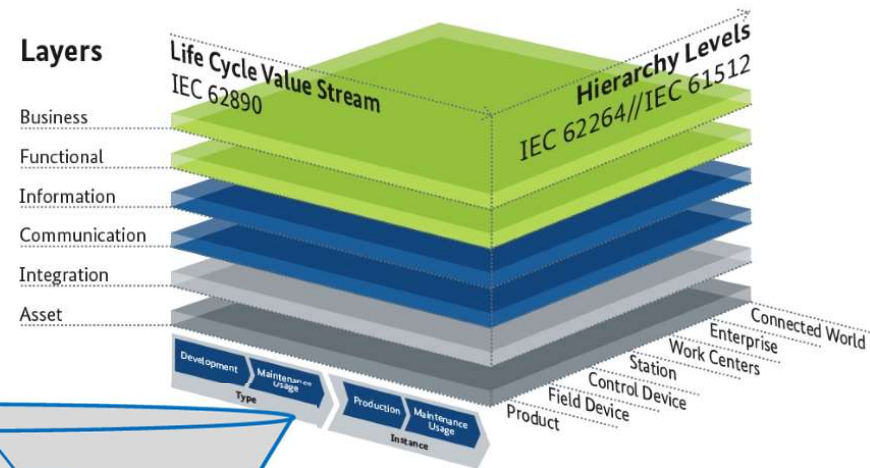 Layers
Life Cycle Value Stream
IEC 62890
Hierarchy Levels
IEC 62264//IEC 61512
Business
Functional
Information
Communication
Integration
Asset
Development
Maintenance
Usage
Type
Production
Maintenance
Usage
Instance
Product
Field Device
Control Device
Station
Work Centers
Enterprise
Connected World